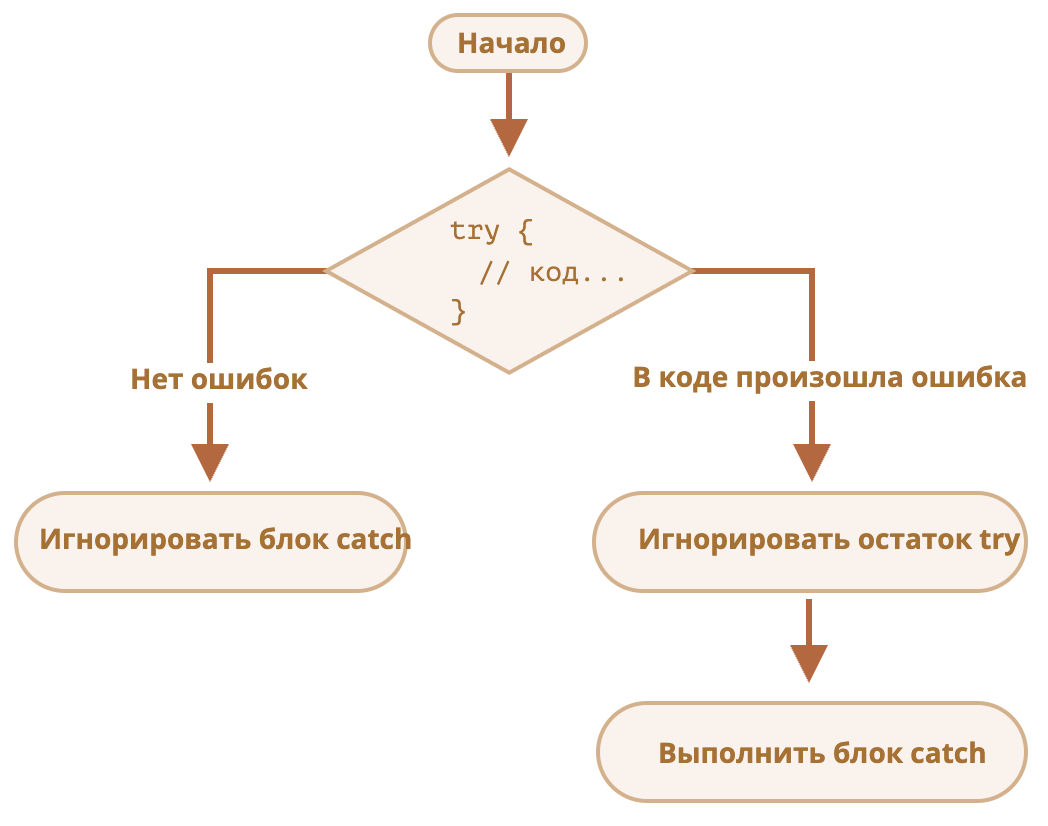 Начало
try {
// код...
}
Нет ошибок
В коде произошла ошибка
Игнорировать блок catch
Игнорировать остаток try
Выполнить блок catch